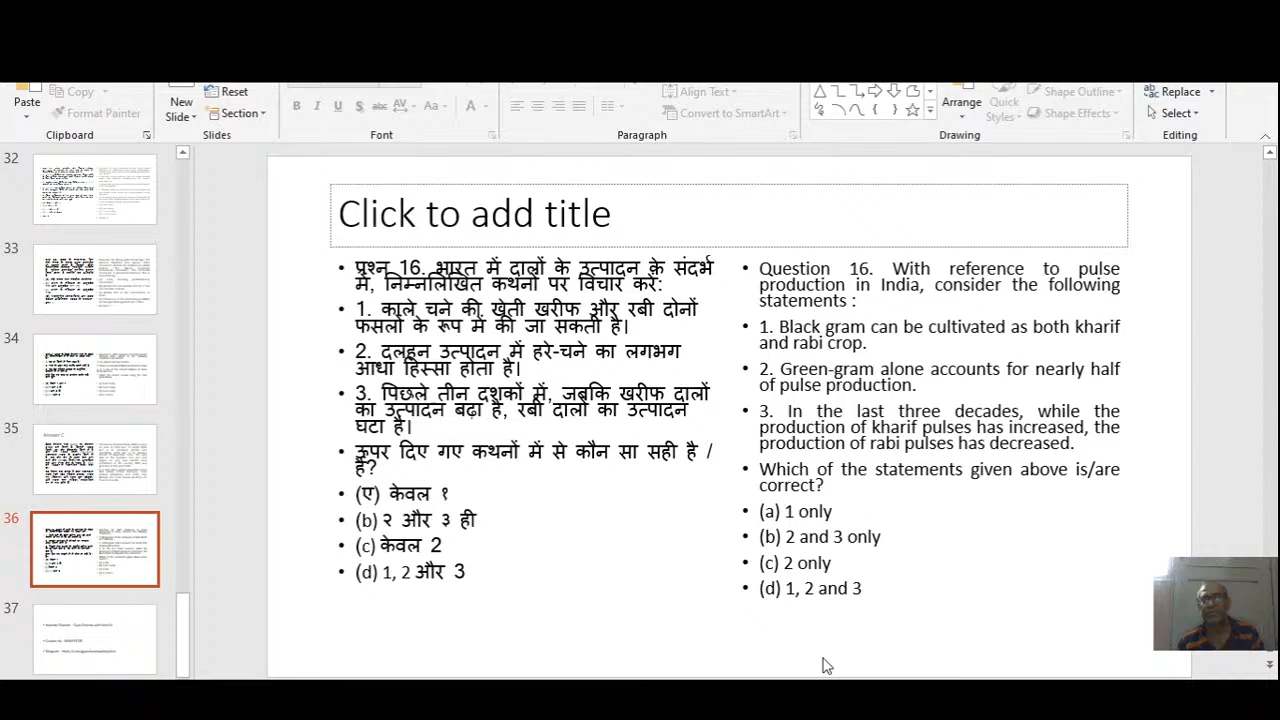 Paste
Copy
Format Painter
Clipboard
New
Slide
Reset
Section
Slides
B I U S abc AV Aa A
Font
Align Text
Convert to SmartArt
Paragraph
Arrange
Quick
Styles
Shape Outline
Shape Effects
Drawing
Replace
Select
Editing
32
33
34
35
Answer C
36
37
Click to add title
• प्रश्न 16. भारत में दालों के उत्पादन के संदर्भ
में, निम्नलिखित कथनों पर विचार करें:
• 1. काले चने की खेती खरीफ और रबी दोनों
फसलों के रूप में की जा सकती है।
• 2. दलहन उत्पादन में हरे-चने का लगभग
आधा हिस्सा होता है।
• 3. पिछले तीन दशकों में, जबकि खरीफ दालों
का उत्पादन बढ़ा है, रबी दालों का उत्पादन
घटा है।
• ऊपर दिए गए कथनों में से कौन सा सही है /
हैं?
• (ए) केवल १
• (b) २ और ३ ही
• (c) केवल 2
• (d) 1, 2 और 3
• Question 16. With reference to pulse
production in India, consider the following
statements :
• 1. Black gram can be cultivated as both kharif
and rabi crop.
• 2. Green-gram alone accounts for nearly half
of pulse production.
• 3. In the last three decades, while the
production of kharif pulses has increased, the
production of rabi pulses has decreased.
• Which of the statements given above is/are
correct?
• (a) 1 only
• (b) 2 and 3 only
• (c) 2 only
• (d) 1, 2 and 3